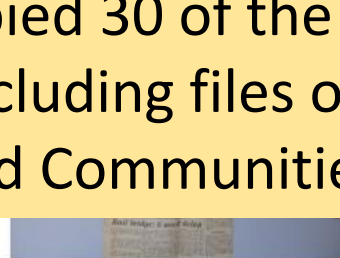 pied 30 of the
cluding files o
d Communitie